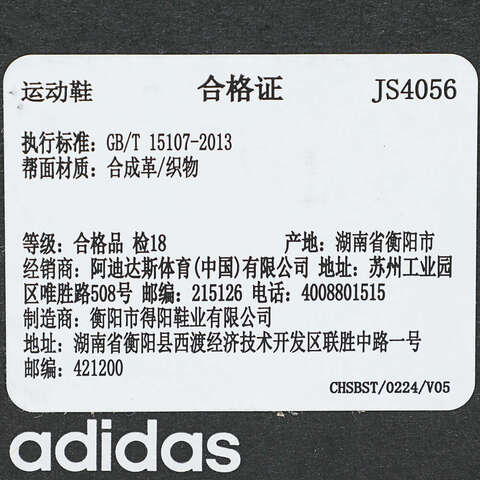 运动鞋 合格证 JS4056
执行标准：GB/T 15107-2013
帮面材质：合成革/织物
等级：合格品 检18 产地：湖南省衡阳市
经销商：阿迪达斯体育(中国)有限公司 地址：苏州工业园
区唯胜路508号 邮编：215126 电话：4008801515
制造商：衡阳市得阳鞋业有限公司
地址：湖南省衡阳县西渡经济技术开发区联胜中路一号
邮编：421200
CHSBST/0224/V05
adidas